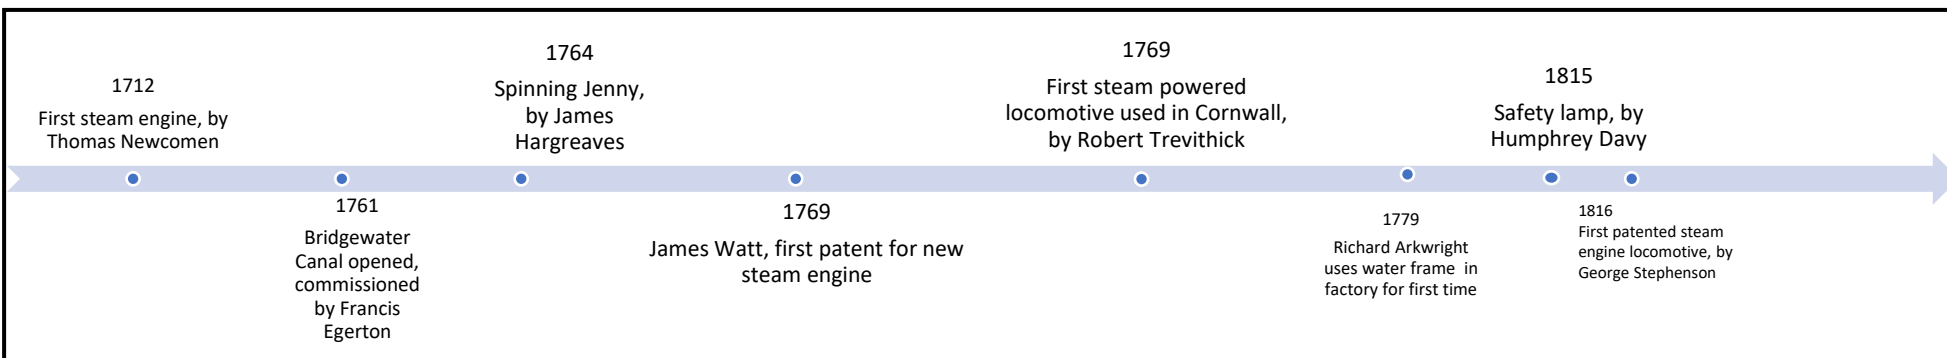 1712
First steam engine, by
Thomas Newcomen
1761
Bridgewater
Canal opened,
commissioned
by Francis
Egerton
1764
Spinning Jenny,
by James
Hargreaves
1769
James Watt, first patent for new
steam engine
1769
First steam powered
locomotive used in Cornwall,
by Robert Trevithick
1779
Richard Arkwright
uses water frame in
factory for first time
1815
Safety lamp, by
Humphrey Davy
1816
First patented steam
engine locomotive, by
George Stephenson